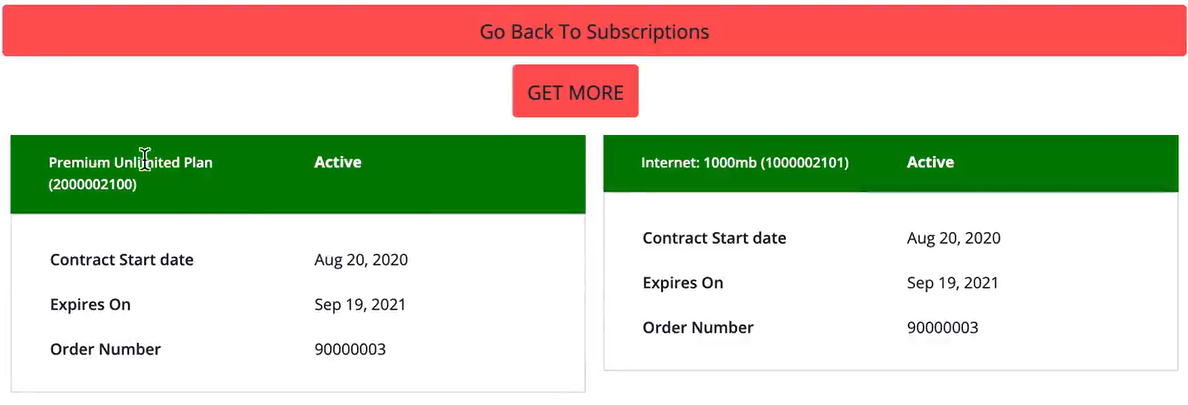 Go Back To Subscriptions
GET MORE
Premium Unlimited Plan
(2000002100)
Active
Contract Start date
Aug 20, 2020
Expires On
Sep 19, 2021
Order Number
90000003
Internet: 1000mb (1000002101)
Active
Contract Start date
Aug 20, 2020
Expires On
Sep 19, 2021
Order Number
90000003